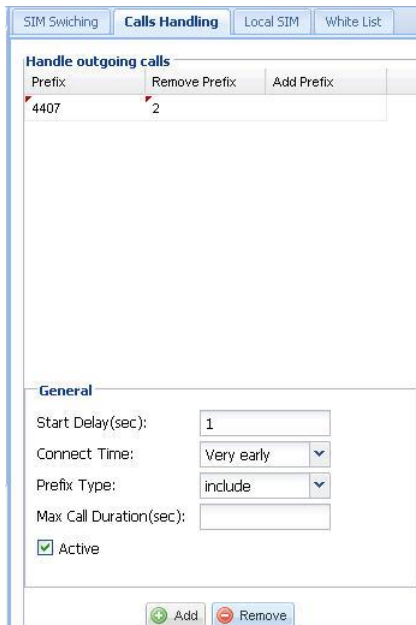 SIM Swiching Calls Handling Local SIM White List
Handle outgoing calls
Prefix Remove Prefix Add Prefix
4407 2
General
Start Delay(sec): 1
Connect Time: Very early
Prefix Type: include
Max Call Duration(sec):
Active
Add Remove